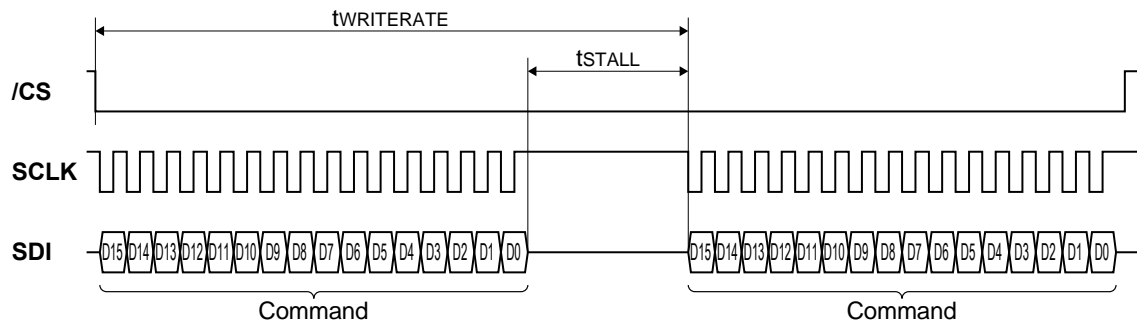 tWRITERATE
tSTALL
/CS
SCLK
SDI
D15 D14 D13 D12 D11 D10 D9 D8 D7 D6 D5 D4 D3 D2 D1 D0 D15 D14 D13 D12 D11 D10 D9 D8 D7 D6 D5 D4 D3 D2 D1 D0
Command Command